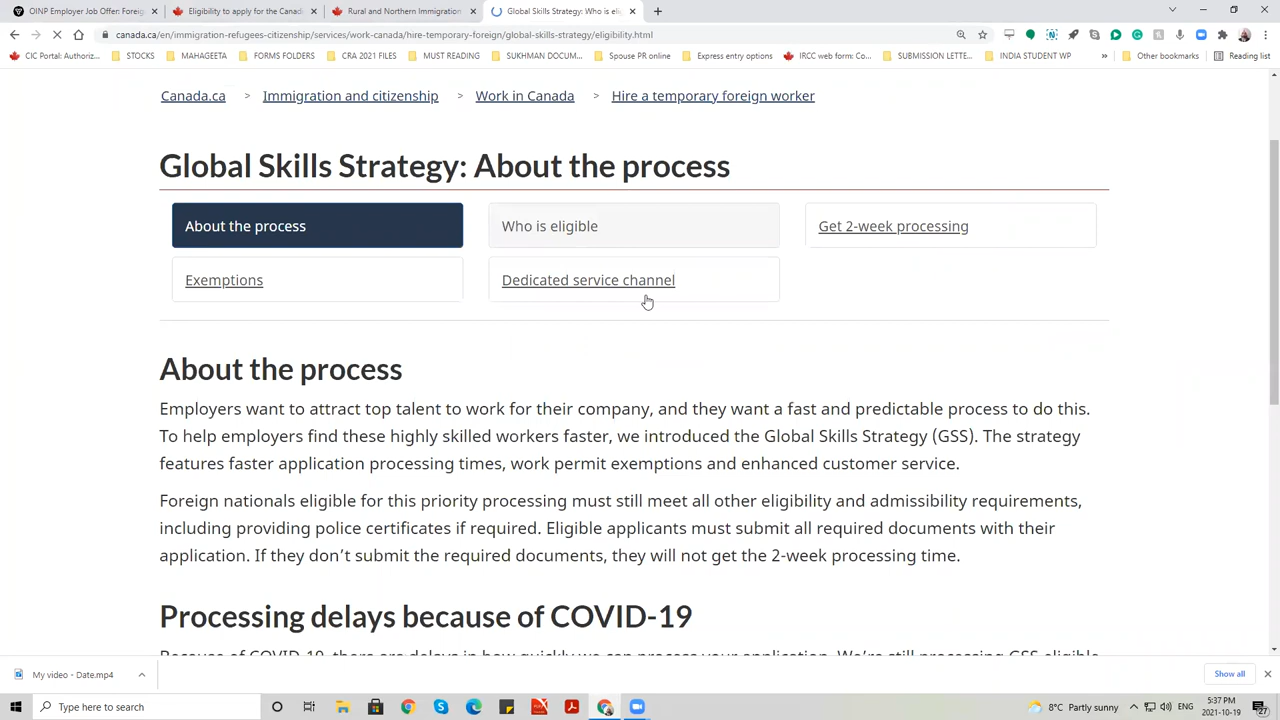 OINP Employer Job Offer: Foreig
Eligibility to apply for the Canad
Rural and Northern Immigration
Global Skills Strategy: Who is eli
canada.ca/en/immigration-refugees-citizenship/services/work-canada/hire-temporary-foreign/global-skills-strategy/eligibility.html
CIC Portal: Authoriz...
STOCKS
MAHAGEETA
FORMS FOLDERS
CRA 2021 FILES
MUST READING
SUKHMAN DOCUM...
Spouse PR online
Express entry options
IRCC web form: Co...
SUBMISSION LETTE...
INDIA STUDENT WP
»
Other bookmarks
Reading list
Canada.ca > Immigration and citizenship > Work in Canada > Hire a temporary foreign worker
Global Skills Strategy: About the process
About the process
Who is eligible
Get 2-week processing
Exemptions
Dedicated service channel
About the process
Employers want to attract top talent to work for their company, and they want a fast and predictable process to do this.
To help employers find these highly skilled workers faster, we introduced the Global Skills Strategy (GSS). The strategy
features faster application processing times, work permit exemptions and enhanced customer service.
Foreign nationals eligible for this priority processing must still meet all other eligibility and admissibility requirements,
including providing police certificates if required. Eligible applicants must submit all required documents with their
application. If they don't submit the required documents, they will not get the 2-week processing time.
Processing delays because of COVID-19
Because of COVID-19, there are delays in how quickly we can process your application. We're still processing GSS eligible
My video - Date.mp4
Show all
Type here to search
8°C Partly sunny
ENG
5:37 PM
2021-10-19
27